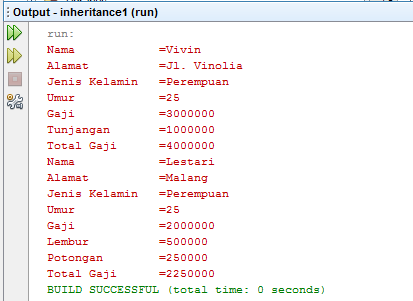 Output - inheritance1 (run)
run:
Nama =Vivin
Alamat =Jl. Vinolia
Jenis Kelamin =Perempuan
Umur =25
Gaji =3000000
Tunjangan =1000000
Total Gaji =4000000
Nama =Lestari
Alamat =Malang
Jenis Kelamin =Perempuan
Umur =25
Gaji =2000000
Lembur =500000
Potongan =250000
Total Gaji =2250000
BUILD SUCCESSFUL (total time: 0 seconds)